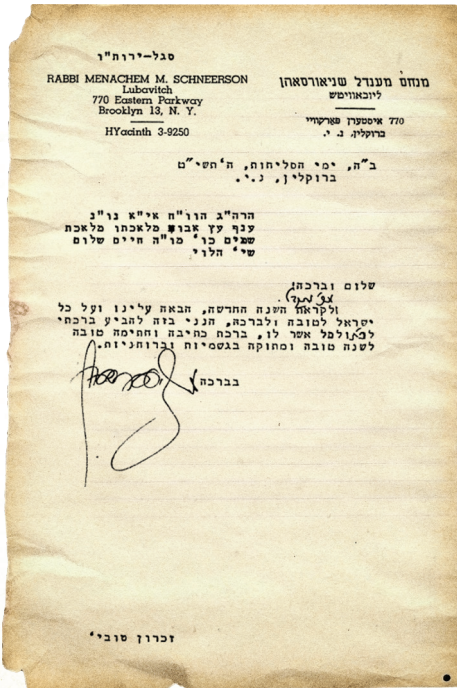 סגל-ירות"ו
RABBI MENACHEM M. SCHNEERSON
Lubavitch
770 Eastern Parkway
Brooklyn 13, N. Y.
HYacinth 3-9250
מנחם מענדל שניאורסאהן
ליובאוויטש
770 איסטערן פארקוויי
ברוקלין, נ. י.
ב"ה, ימי הסליחות, ה'תשי"ם
ברוקלין, נ.י.
הרה"ג הוו"ח אי"א נו"נ
ענף עץ אבות מלאכתו מלאכת
שמים כו' מו"ה חיים שלום
שי' הלוי
שלום וברכה!
ולקראת השנה החדשה, הבאה עלינו ועל כל
ישראל לטובה ולברכה, הנני בזה להביע ברכתי
ולכל אשר לו, ברכת כתיבה וחתימה טובה
לשנה טובה ומתוקה בגשמיות וברוחניות.
בברכה
זכרון טובי'